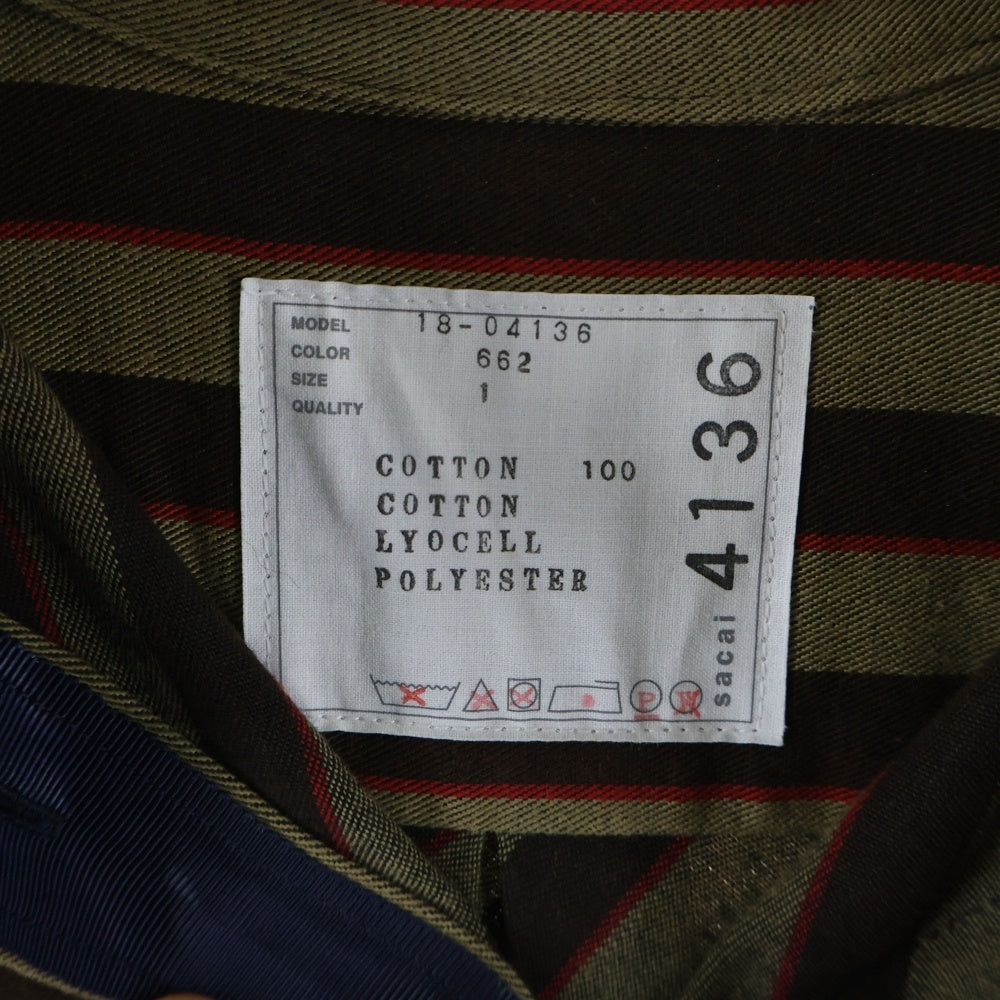 MODEL 18-04136
COLOR 662
SIZE 1
QUALITY
COTTON 100
COTTON
LYOCELL
POLYESTER
P W
sacai 4136